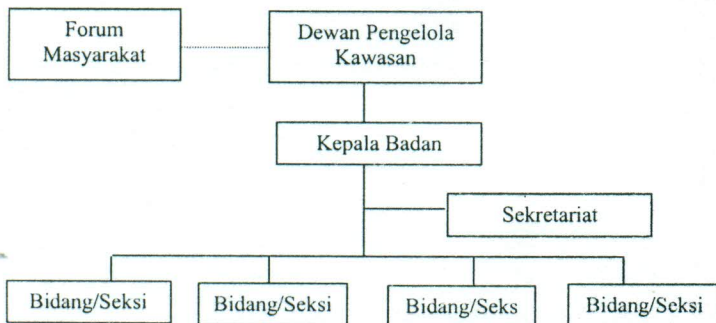 Forum
Masyarakat
Dewan Pengelola
Kawasan
Kepala Badan
Sekretariat
Bidang/Seksi
Bidang/Seksi
Bidang/Seks
Bidang/Seksi